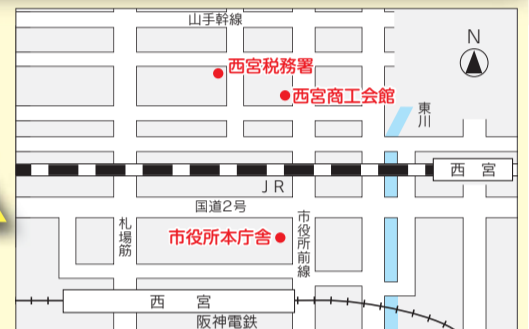 山手幹線
N
西宮税務署
西宮商工会館
東川
西宮
JR
国道2号
札場筋
市役所前線
市役所本庁舎
西宮
阪神電鉄